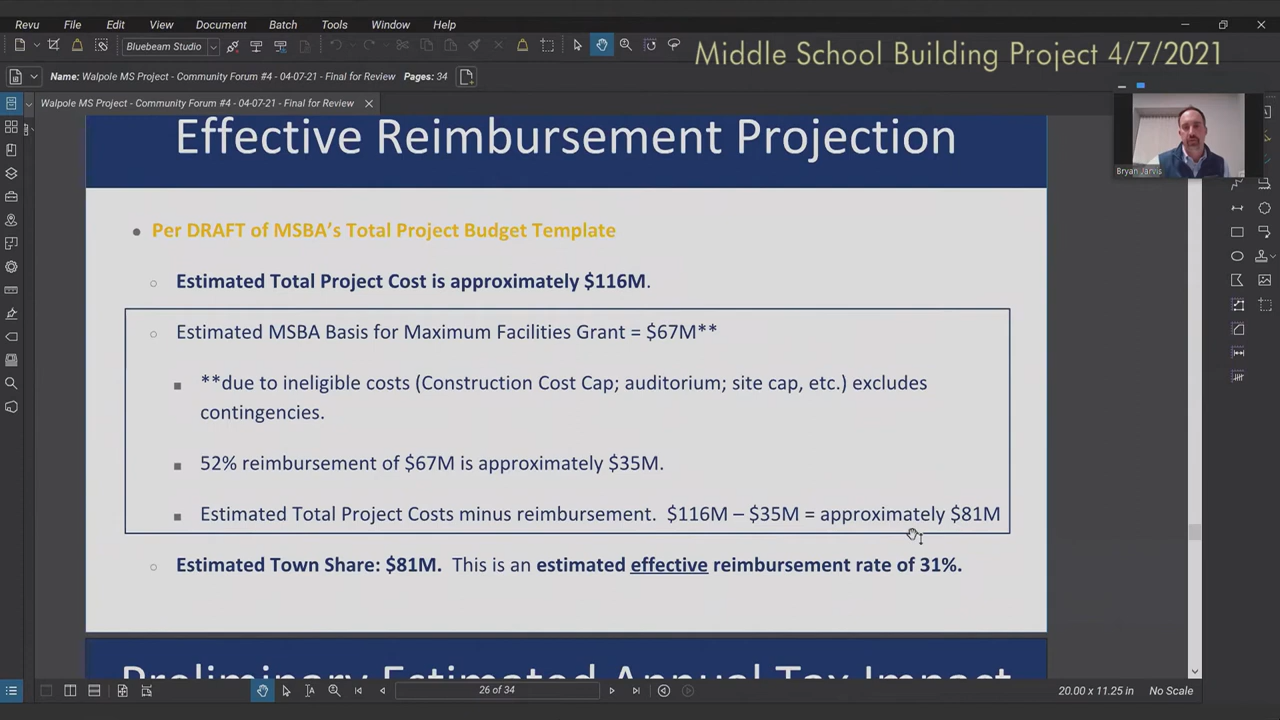 Revu File Edit View Document Batch Tools Window Help
Bluebeam Studio
Middle School Building Project 4/7/2021
Name: Walpole MS Project - Community Forum #4 - 04-07-21 - Final for Review Pages: 34
Walpole MS Project - Community Forum #4 - 04-07-21 - Final for Review
Bryan Jarvis
Effective Reimbursement Projection
Per DRAFT of MSBA's Total Project Budget Template
Estimated Total Project Cost is approximately $116M.
Estimated MSBA Basis for Maximum Facilities Grant = $67M**
**due to ineligible costs (Construction Cost Cap; auditorium; site cap, etc.) excludes
contingencies.
52% reimbursement of $67M is approximately $35M.
Estimated Total Project Costs minus reimbursement. $116M – $35M = approximately $81M
Estimated Town Share: $81M. This is an estimated effective reimbursement rate of 31%.
Preliminary Estimated Annual Tax Impact
26 of 34
20.00 x 11.25 in No Scale